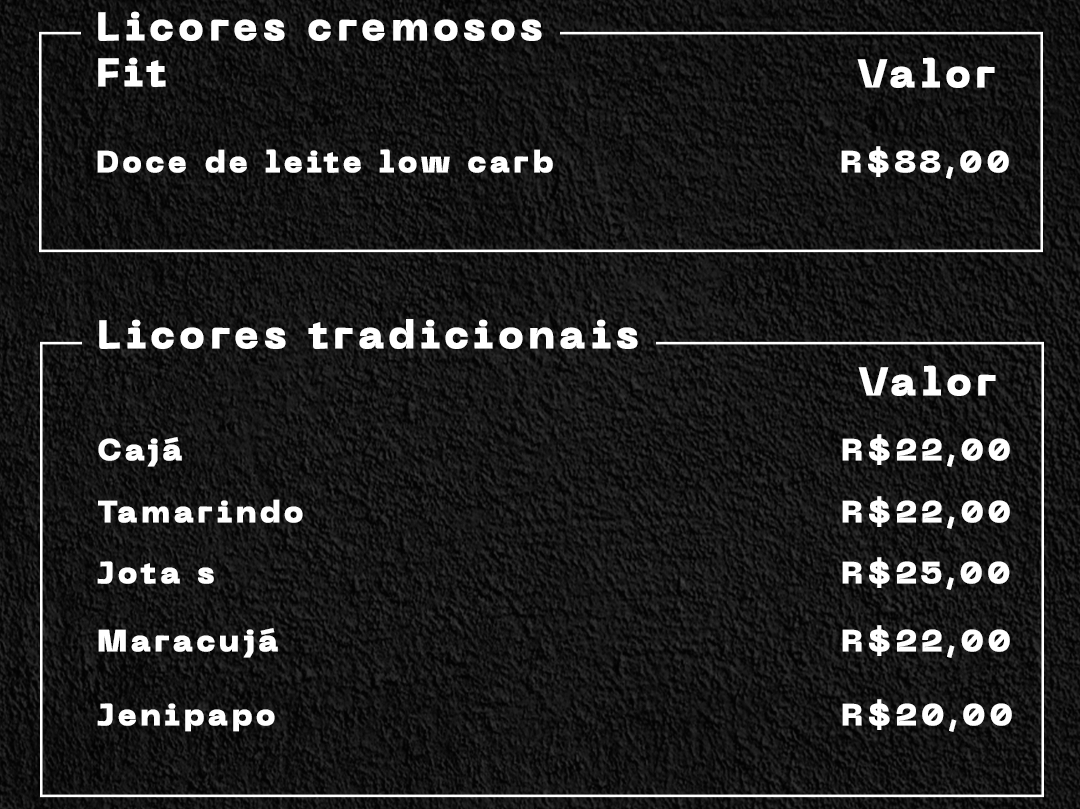 Licores cremosos
Fit
Valor
Doce de leite low carb R$88,00
Licores tradicionais
Valor
Cajá R$22,00
Tamarindo R$22,00
Jota s R$25,00
Maracujá R$22,00
Jenipapo R$20,00